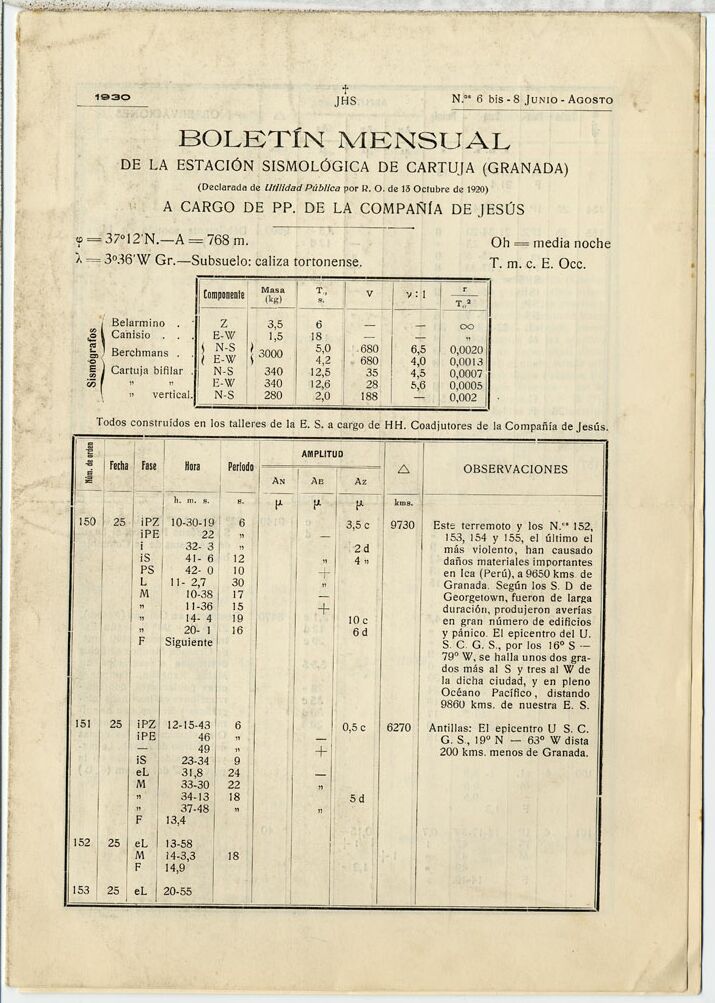 1930
JHS
N.os 6 bis - 8 JUNIO - AGOSTO
BOLETÍN MENSUAL
DE LA ESTACIÓN SISMOLÓGICA DE CARTUJA (GRANADA)
(Declarada de Utilidad Pública por R. O. de 13 Octubre de 1920)
A CARGO DE PP. DE LA COMPAÑÍA DE JESÚS
φ = 37º12'N.—A = 768 m. Oh = media noche
λ = 3º36'W Gr.—Subsuelo: caliza tortonense. T. m. c. E. Occ.
Componente Masa (kg) T₀ s. V ν : 1 r / T₀²
Sismógrafos
Belarmino . . Z 3,5 6 — — ∞
Canisio . . . E-W 1,5 18 — — „
Berchmans . . N-S 3000 5,0 680 6,5 0,0020
E-W 4,2 680 4,0 0,0013
Cartuja bifilar . N-S 340 12,5 35 4,5 0,0007
„ „ E-W 340 12,6 28 5,6 0,0005
„ vertical. N-S 280 2,0 188 — 0,002
Todos construídos en los talleres de la E. S. a cargo de HH. Coadjutores de la Compañía de Jesús.
Núm. de orden Fecha Fase Hora Período AMPLITUD △ OBSERVACIONES
AN AE AZ
h. m. s. s. μ μ μ kms.
150 25 iPZ 10-30-19 6 3,5 c 9730 Este terremoto y los N.os 152,
iPE 22 „ — 153, 154 y 155, el último el
i 32- 3 „ 2 d más violento, han causado
iS 41- 6 12 „ 4 „ daños materiales importantes
PS 42- 0 10 + en Ica (Perú), a 9650 kms. de
L 11- 2,7 30 „ Granada. Según los S. D de
M 10-38 17 — Georgetown, fueron de larga
„ 11-36 15 + duración, produjeron averías
„ 14- 4 19 10 c en gran número de edificios
„ 20- 1 16 6 d y pánico. El epicentro del U.
F Siguiente S. C. G. S., por los 16º S —
79º W, se halla unos dos gra-
dos más al S y tres al W de
la dicha ciudad, y en pleno
Océano Pacífico, distando
9860 kms. de nuestra E. S.
151 25 iPZ 12-15-43 6 0,5 c 6270 Antillas: El epicentro U S. C.
iPE 46 „ — G. S., 19º N — 63º W dista
— 49 „ + 200 kms. menos de Granada.
iS 23-34 9
eL 31,8 24 —
M 33-30 22 „
„ 34-13 18 5 d
„ 37-48 „ „
F 13,4
152 25 eL 13-58
M 14-3,3 18
F 14,9
153 25 eL 20-55